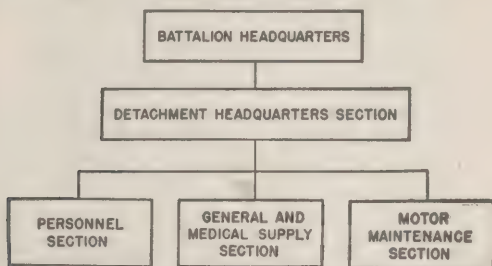 BATTALION HEADQUARTERS
DETACHMENT HEADQUARTERS SECTION
PERSONNEL
SECTION
GENERAL AND
MEDICAL SUPPLY
SECTION
MOTOR
MAINTENANCE
SECTION